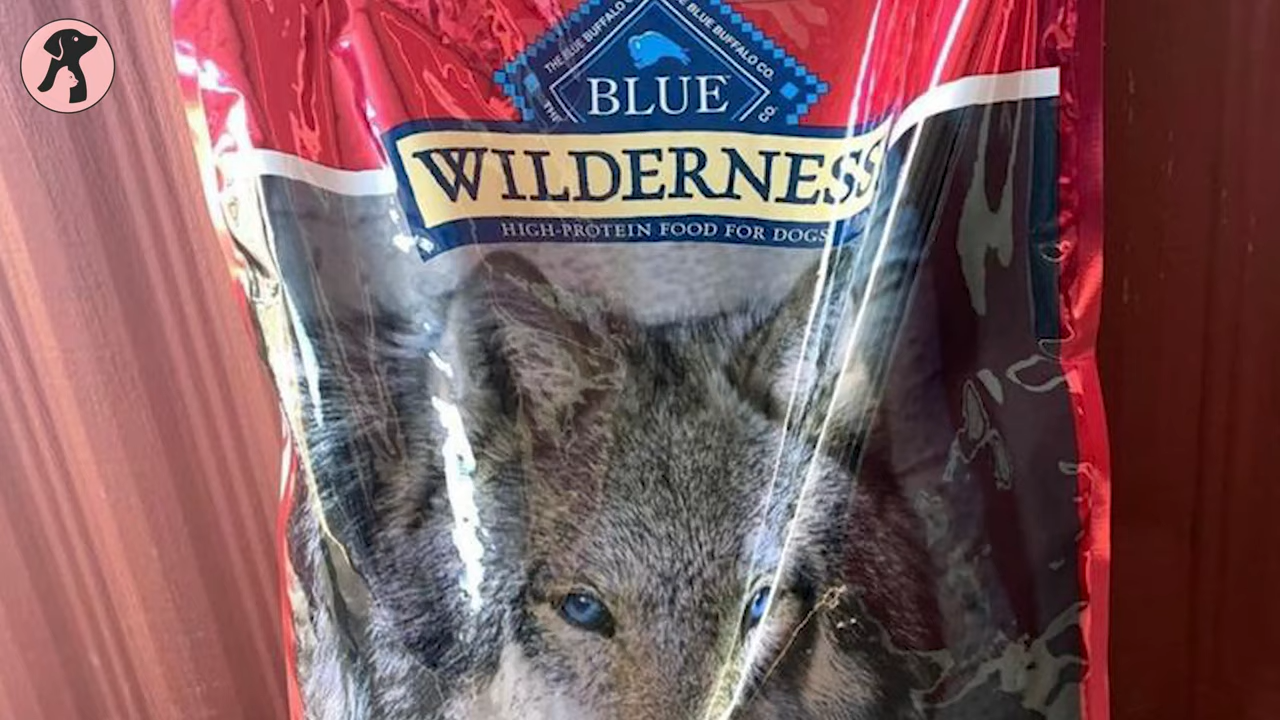 THE BLUE BUFFALO CO. THE BLUE BUFFALO CO.
BLUE
WILDERNESS
HIGH-PROTEIN FOOD FOR DOGS